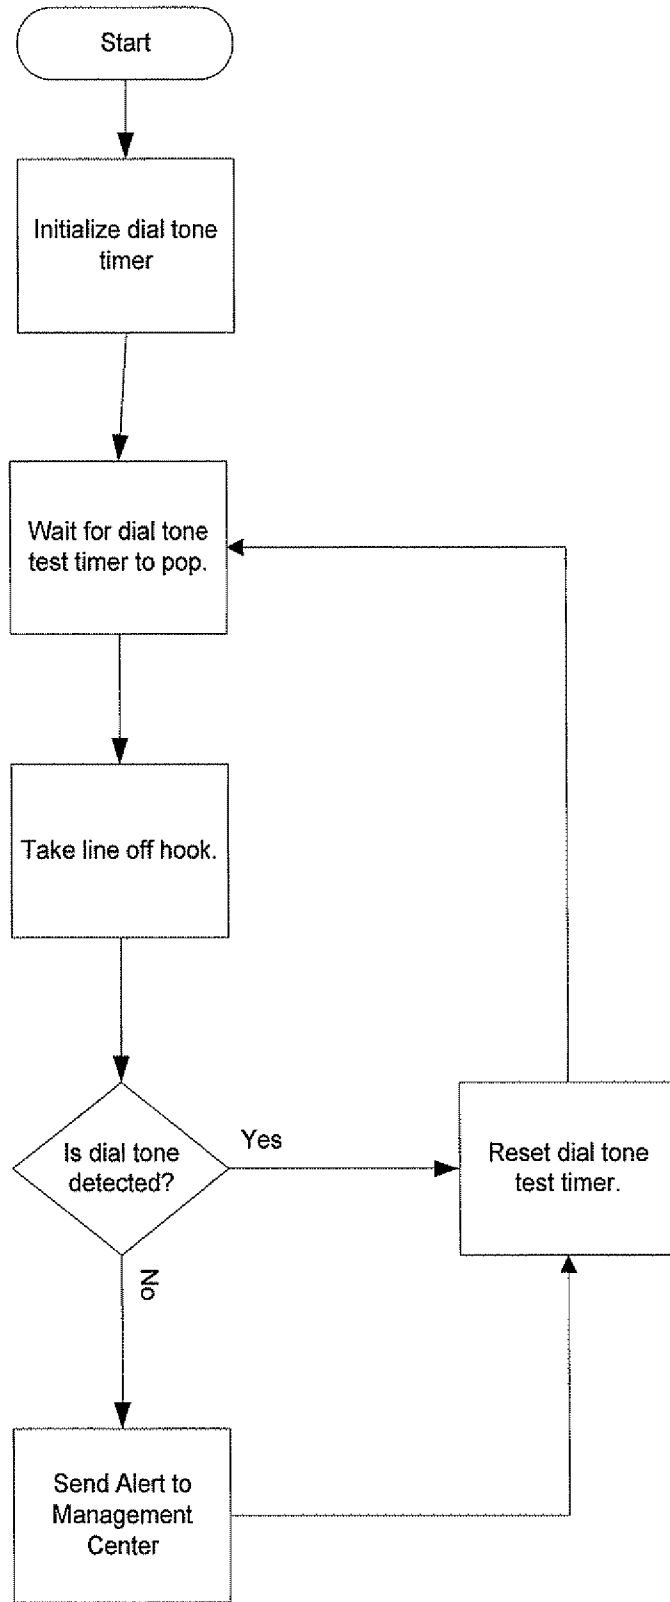 Start
Initialize dial tone
timer
Wait for dial tone
test timer to pop.
Take line off hook.
Is dial tone
detected?
Yes
Reset dial tone
test timer.
No
Send Alert to
Management
Center